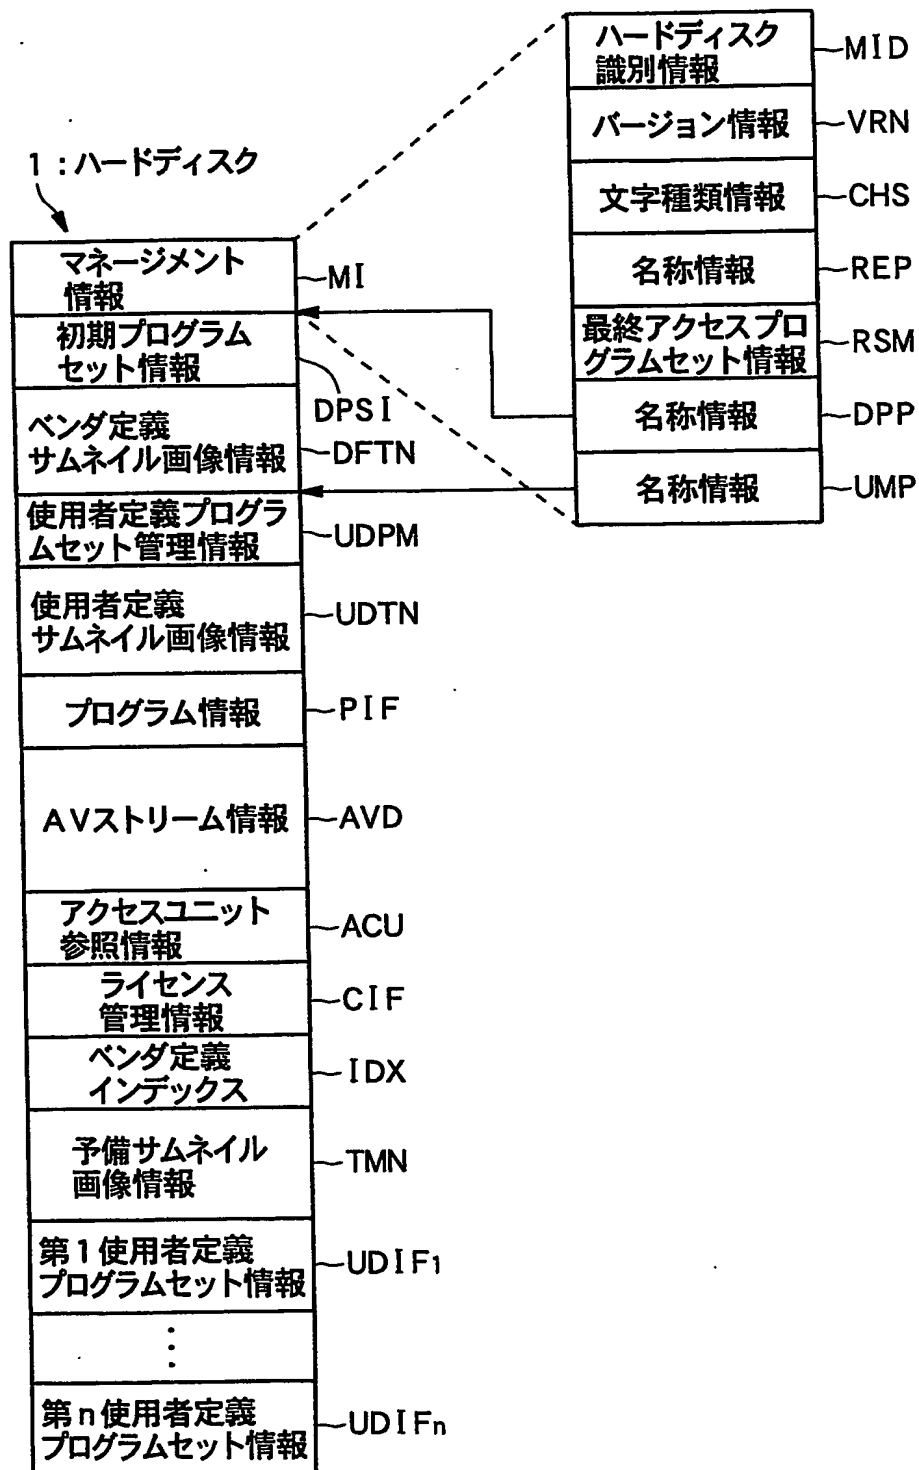 ハードディスク
識別情報
MID
バージョン情報
VRN
文字種類情報
CHS
名称情報
REP
最終アクセスプロ
グラムセット情報
RSM
名称情報
DPP
名称情報
UMP
1:ハードディスク
マネージメント
情報
MI
初期プログラム
セット情報
DPSI
ベンダ定義
サムネイル画像情報
DFTN
使用者定義プログラ
ムセット管理情報
UDPM
使用者定義
サムネイル画像情報
UDTN
プログラム情報
PIF
AVストリーム情報
AVD
アクセスユニット
参照情報
ACU
ライセンス
管理情報
CIF
ベンダ定義
インデックス
IDX
予備サムネイル
画像情報
TMN
第1使用者定義
プログラムセット情報
UDIF1
⋮
第n使用者定義
プログラムセット情報
UDIFn